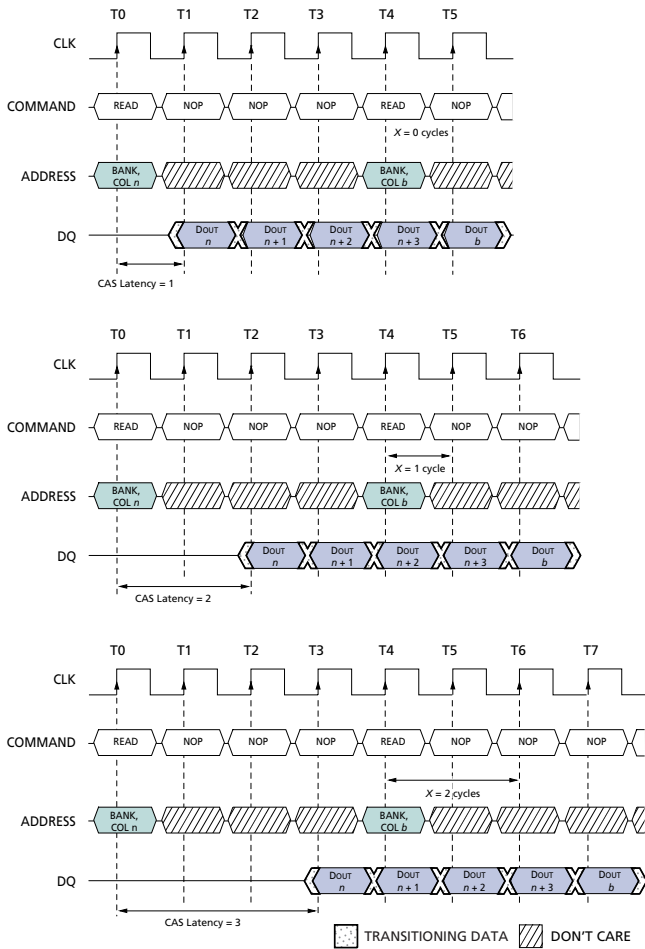 T0 T1 T2 T3 T4 T5
CLK
COMMAND READ NOP NOP NOP READ NOP
X = 0 cycles
ADDRESS BANK, COL n BANK, COL b
DQ DOUT n DOUT n + 1 DOUT n + 2 DOUT n + 3 DOUT b
CAS Latency = 1
T0 T1 T2 T3 T4 T5 T6
CLK
COMMAND READ NOP NOP NOP READ NOP NOP
X = 1 cycle
ADDRESS BANK, COL n BANK, COL b
DQ DOUT n DOUT n + 1 DOUT n + 2 DOUT n + 3 DOUT b
CAS Latency = 2
T0 T1 T2 T3 T4 T5 T6 T7
CLK
COMMAND READ NOP NOP NOP READ NOP NOP NOP
X = 2 cycles
ADDRESS BANK, COL n BANK, COL b
DQ DOUT n DOUT n + 1 DOUT n + 2 DOUT n + 3 DOUT b
CAS Latency = 3
TRANSITIONING DATA DON'T CARE